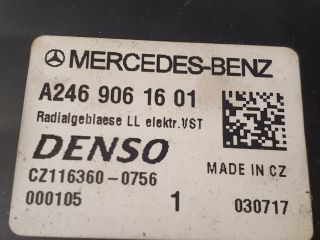 MERCEDES-BENZ
A246 906 16 01
Radialgeblaese LL elektr.VST
DENSO
MADE IN CZ
CZ116360-0756
000105 1 030717